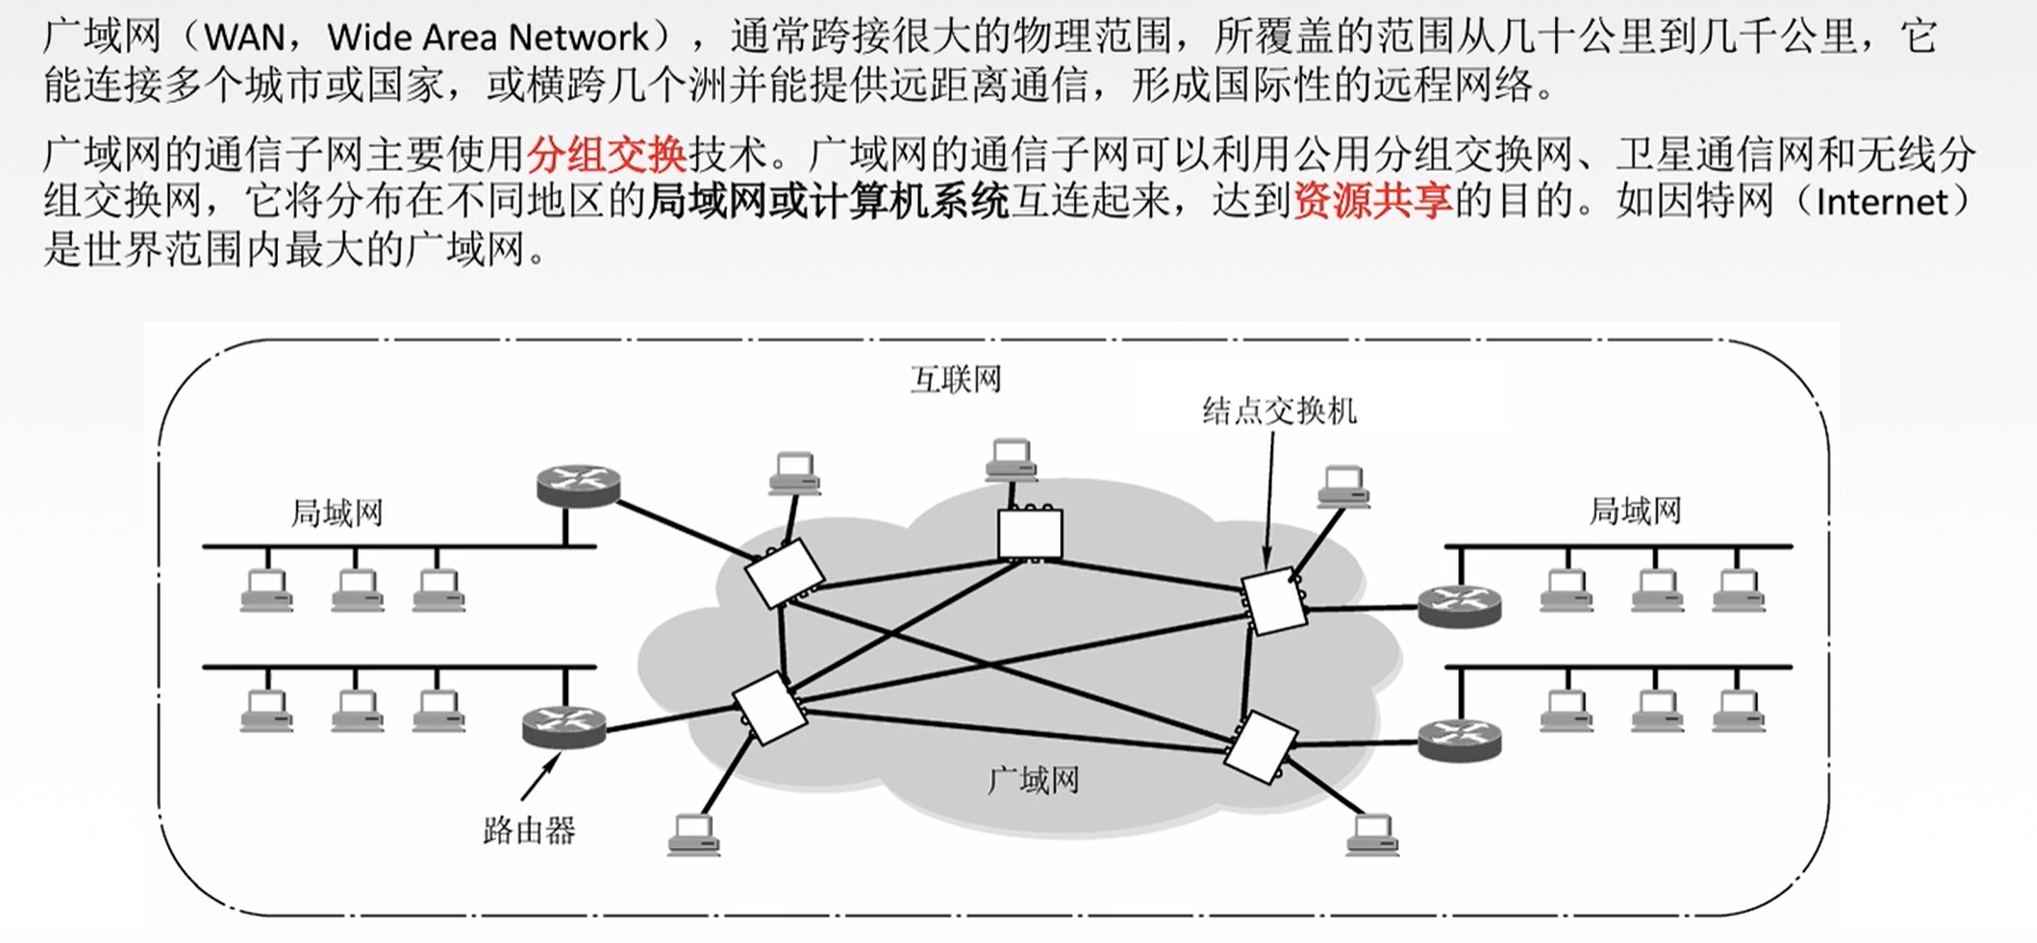 广域网（WAN，Wide Area Network），通常跨接很大的物理范围，所覆盖的范围从几十公里到几千公里，它
能连接多个城市或国家，或横跨几个洲并能提供远距离通信，形成国际性的远程网络。
广域网的通信子网主要使用分组交换技术。广域网的通信子网可以利用公用分组交换网、卫星通信网和无线分
组交换网，它将分布在不同地区的局域网或计算机系统互连起来，达到资源共享的目的。如因特网（Internet）
是世界范围内最大的广域网。
互联网
结点交换机
局域网
局域网
广域网
路由器